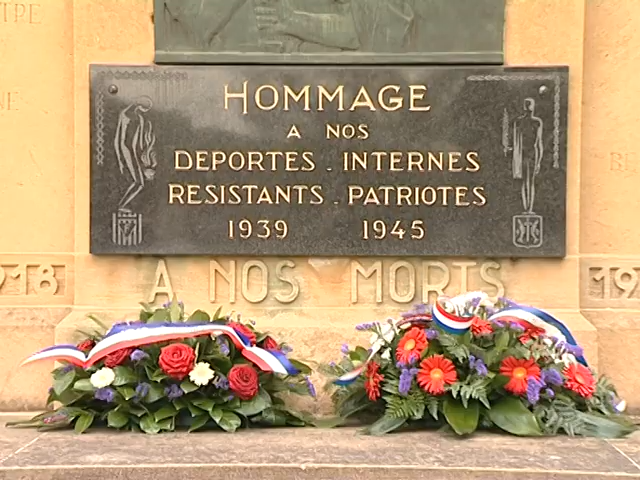 HOMMAGE
A NOS
DEPORTES . INTERNES
RESISTANTS . PATRIOTES
1939 1945
A NOS MORTS